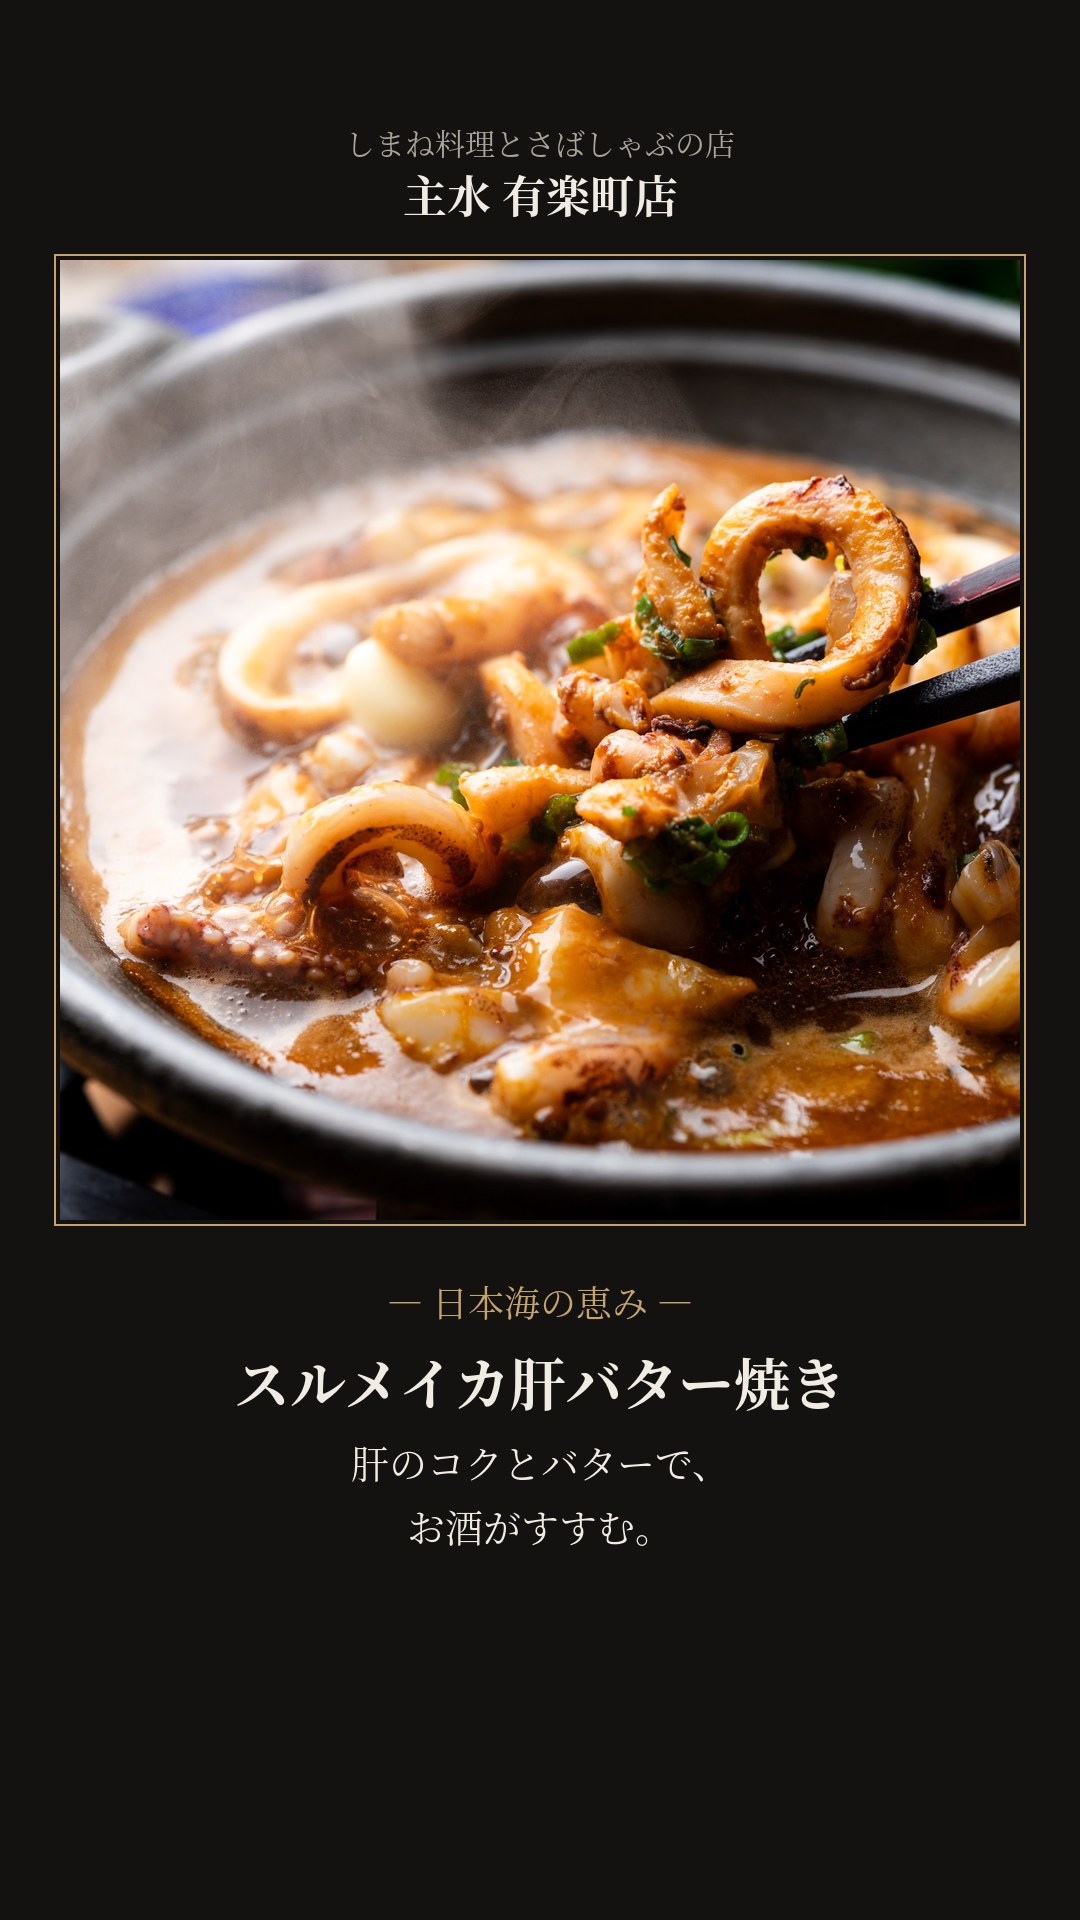 しまね料理とさばしゃぶの店
主水 有楽町店
— 日本海の恵み —
スルメイカ肝バター焼き
肝のコクとバターで、
お酒がすすむ。